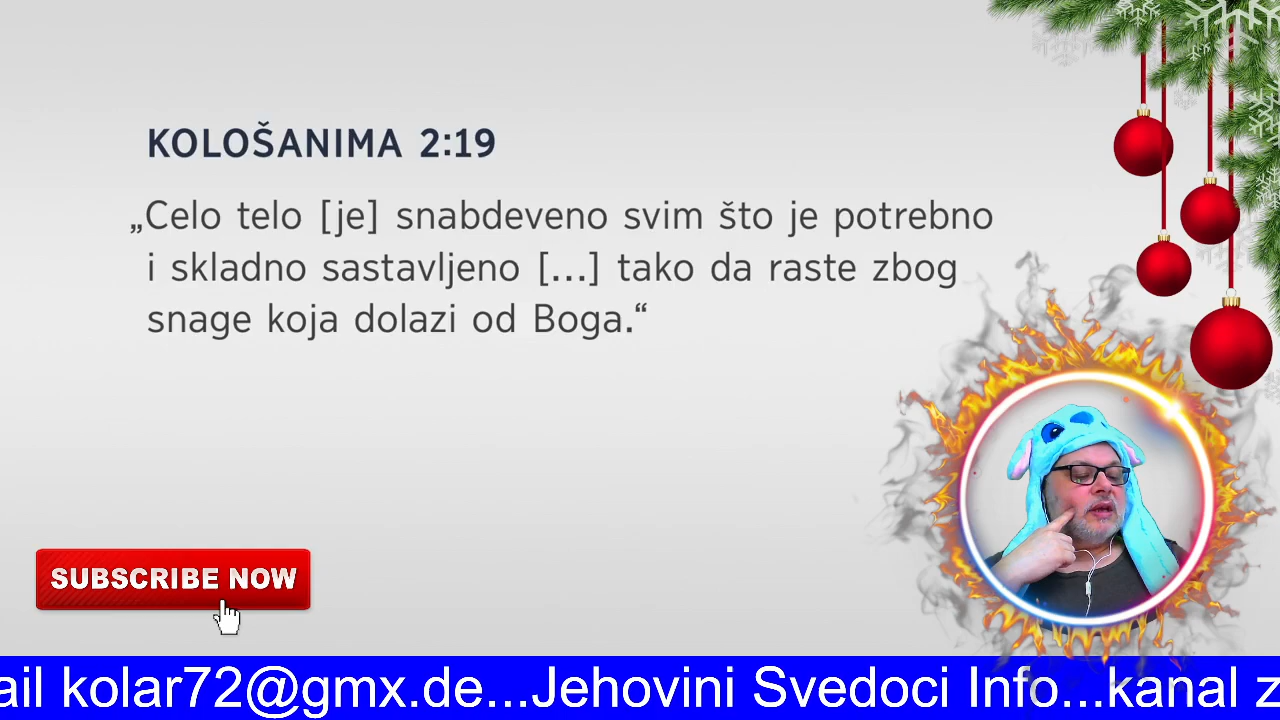 KOLOŠANIMA 2:19
„Celo telo [je] snabdeveno svim što je potrebno
i skladno sastavljeno [...] tako da raste zbog
snage koja dolazi od Boga.“
SUBSCRIBE NOW
ail kolar72@gmx.de...Jehovini Svedoci Info...kanal z